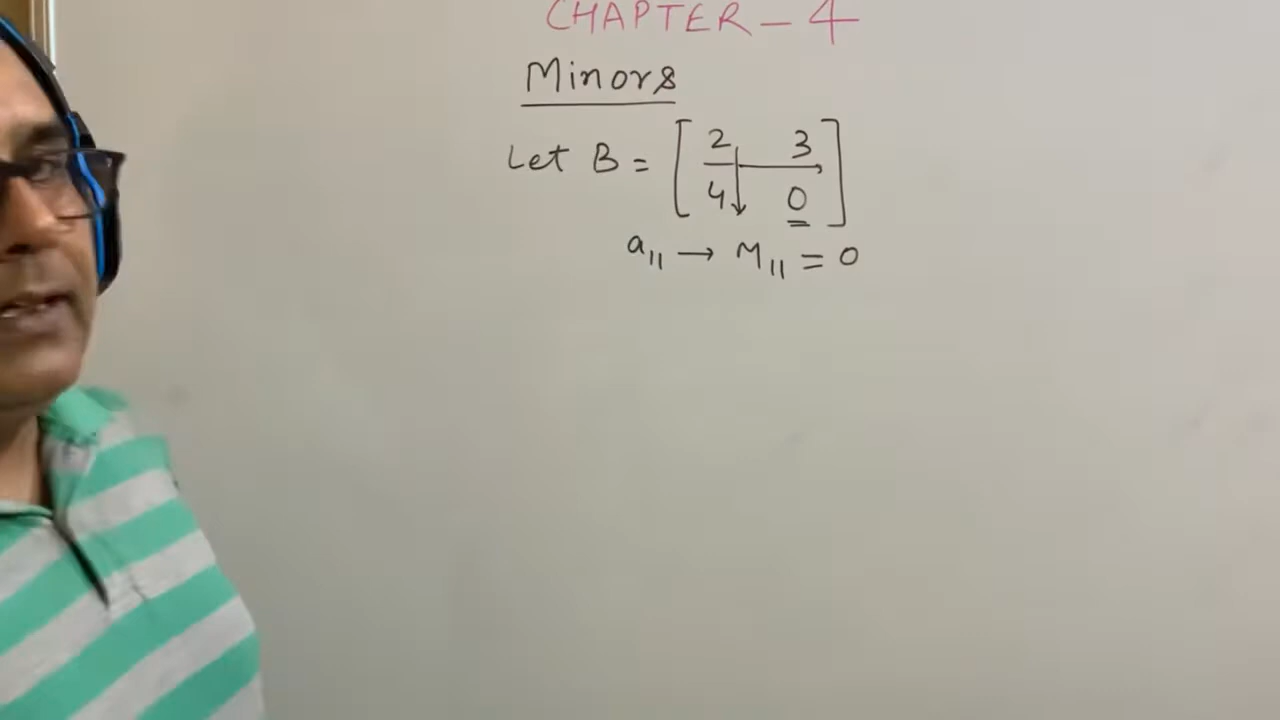 CHAPTER - 4
Minors
Let B = [ 2 3
4 0 ]
a₁₁ → M₁₁ = 0